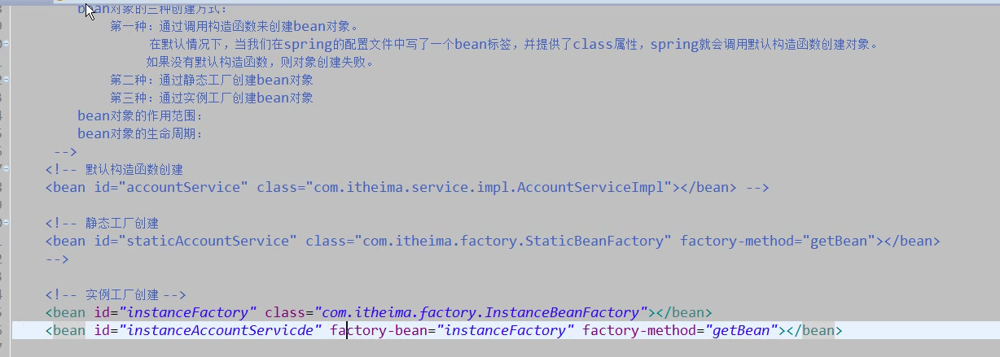 bean对象的三种创建方式：
第一种：通过调用构造函数来创建bean对象。
在默认情况下，当我们在spring的配置文件中写了一个bean标签，并提供了class属性，spring就会调用默认构造函数创建对象。
如果没有默认构造函数，则对象创建失败。
第二种：通过静态工厂创建bean对象
第三种：通过实例工厂创建bean对象
bean对象的作用范围：
bean对象的生命周期：
-->
<!-- 默认构造函数创建
<bean id="accountService" class="com.itheima.service.impl.AccountServiceImpl"></bean> -->
<!-- 静态工厂创建
<bean id="staticAccountService" class="com.itheima.factory.StaticBeanFactory" factory-method="getBean"></bean>
-->
<!-- 实例工厂创建 -->
<bean id="instanceFactory" class="com.itheima.factory.InstanceBeanFactory"></bean>
<bean id="instanceAccountServicde" factory-bean="instanceFactory" factory-method="getBean"></bean>